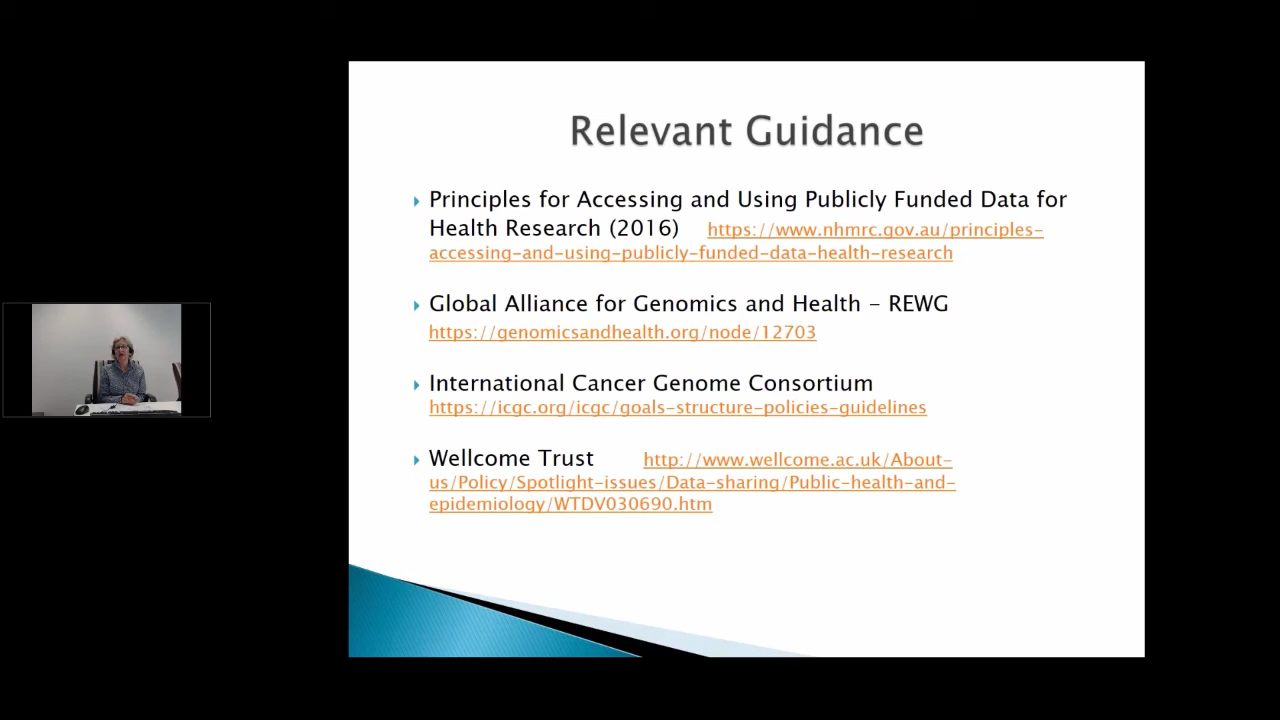 Relevant Guidance
Principles for Accessing and Using Publicly Funded Data for
Health Research (2016) https://www.nhmrc.gov.au/principles-
accessing-and-using-publicly-funded-data-health-research
Global Alliance for Genomics and Health - REWG
https://genomicsandhealth.org/node/12703
International Cancer Genome Consortium
https://icgc.org/icgc/goals-structure-policies-guidelines
Wellcome Trust http://www.wellcome.ac.uk/About-
us/Policy/Spotlight-issues/Data-sharing/Public-health-and-
epidemiology/WTDV030690.htm